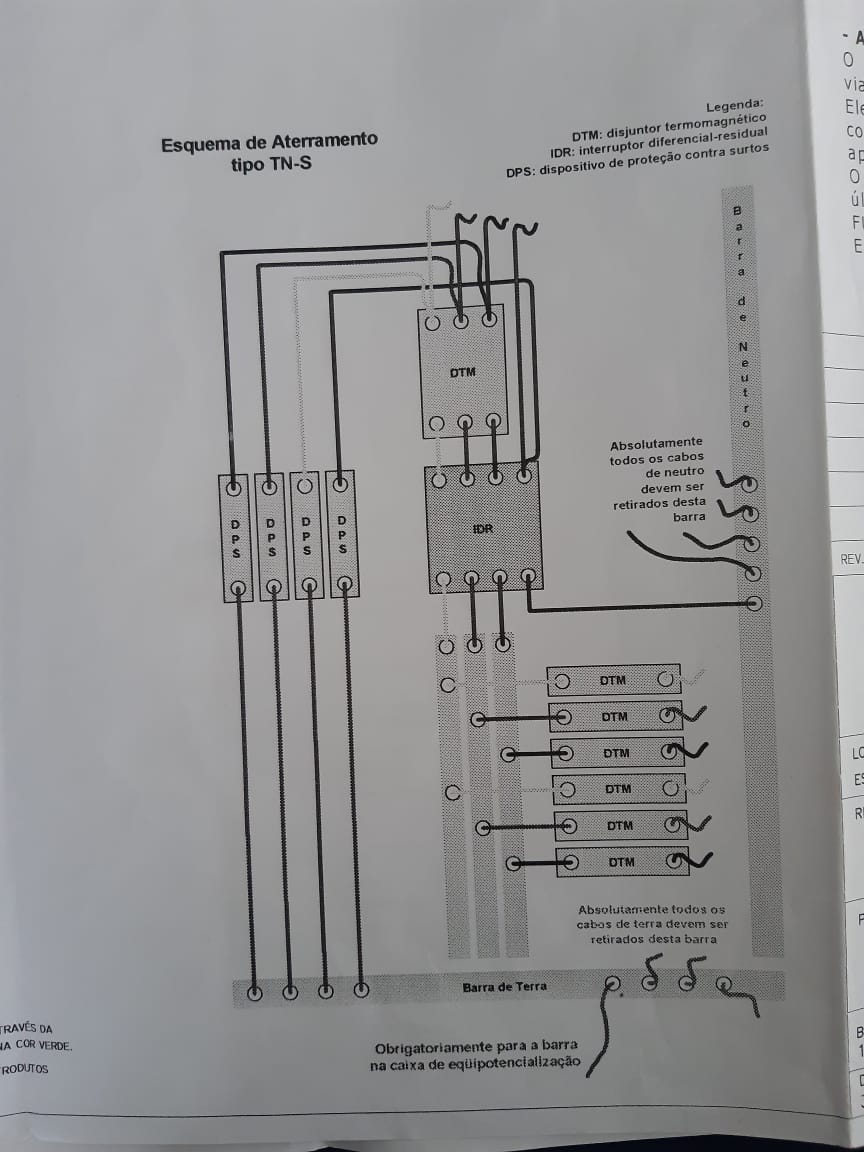 Esquema de Aterramento
tipo TN-S
Legenda:
DTM: disjuntor termomagnético
IDR: interruptor diferencial-residual
DPS: dispositivo de proteção contra surtos
Barra de Neutro
DTM
Absolutamente
todos os cabos
de neutro
devem ser
retirados desta
barra
IDR
DPS
DPS
DPS
DPS
DTM
DTM
DTM
DTM
DTM
DTM
Absolutamente todos os
cabos de terra devem ser
retirados desta barra
Barra de Terra
Obrigatoriamente para a barra
na caixa de eqüipotencialização
TRAVÉS DA
NA COR VERDE.
RODUTOS
- A
O
via
Ele
co
ap
O
úl
E
REV.
LO
ES